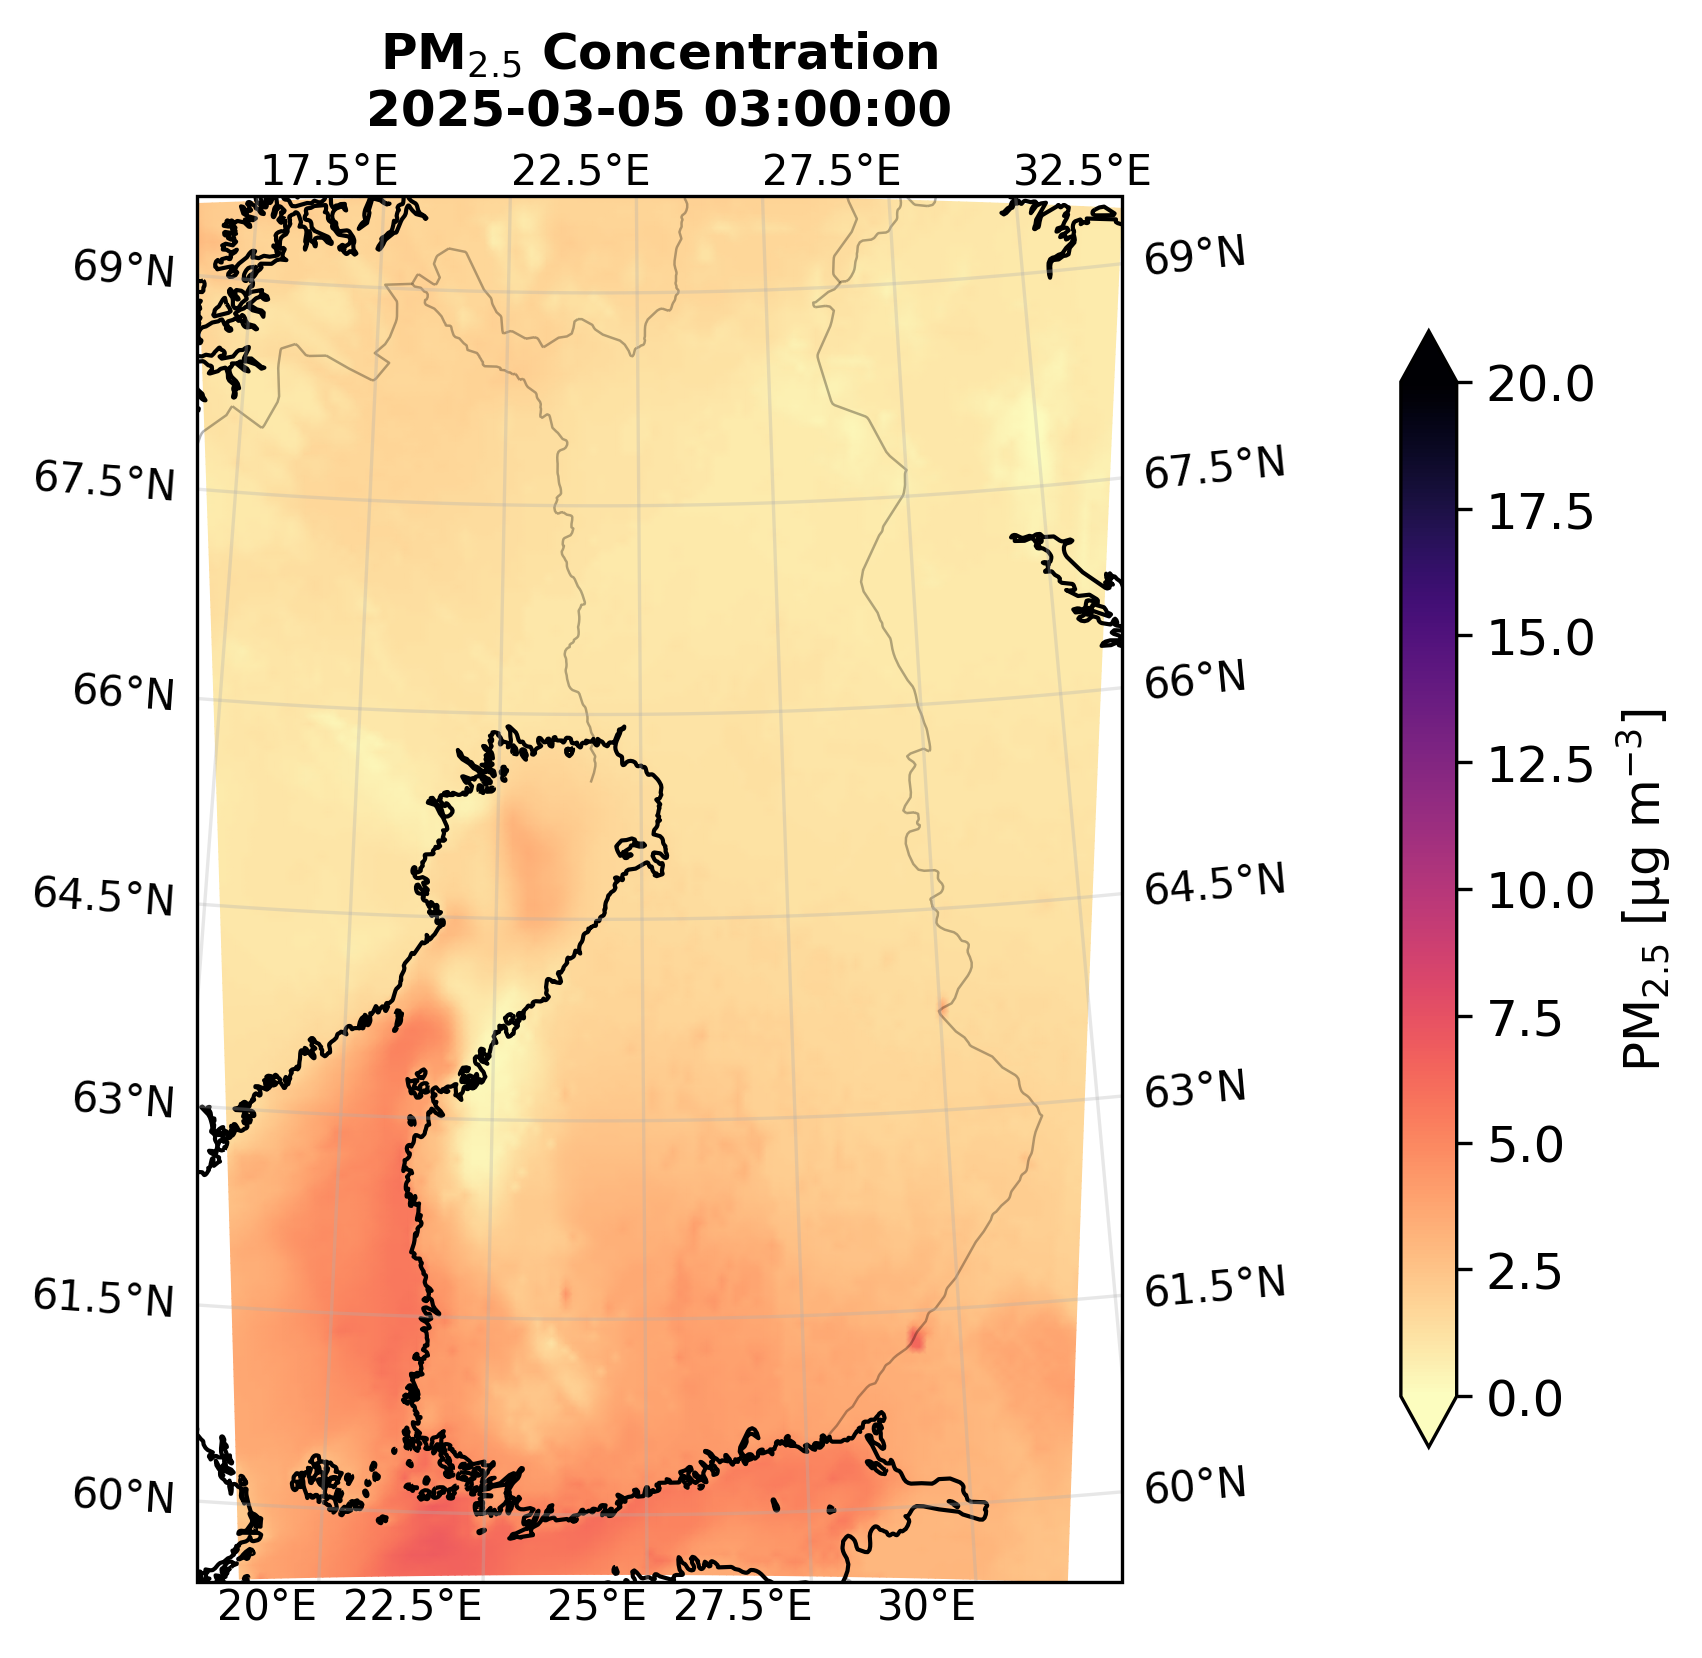 PM2.5 Concentration
2025-03-05 03:00:00
17.5°E 22.5°E 27.5°E 32.5°E
69°N 69°N
67.5°N 67.5°N
66°N 66°N
64.5°N 64.5°N
63°N 63°N
61.5°N 61.5°N
60°N 60°N
20°E 22.5°E 25°E 27.5°E 30°E
20.0
17.5
15.0
12.5
10.0
7.5
5.0
2.5
0.0
PM2.5 [µg m−3]